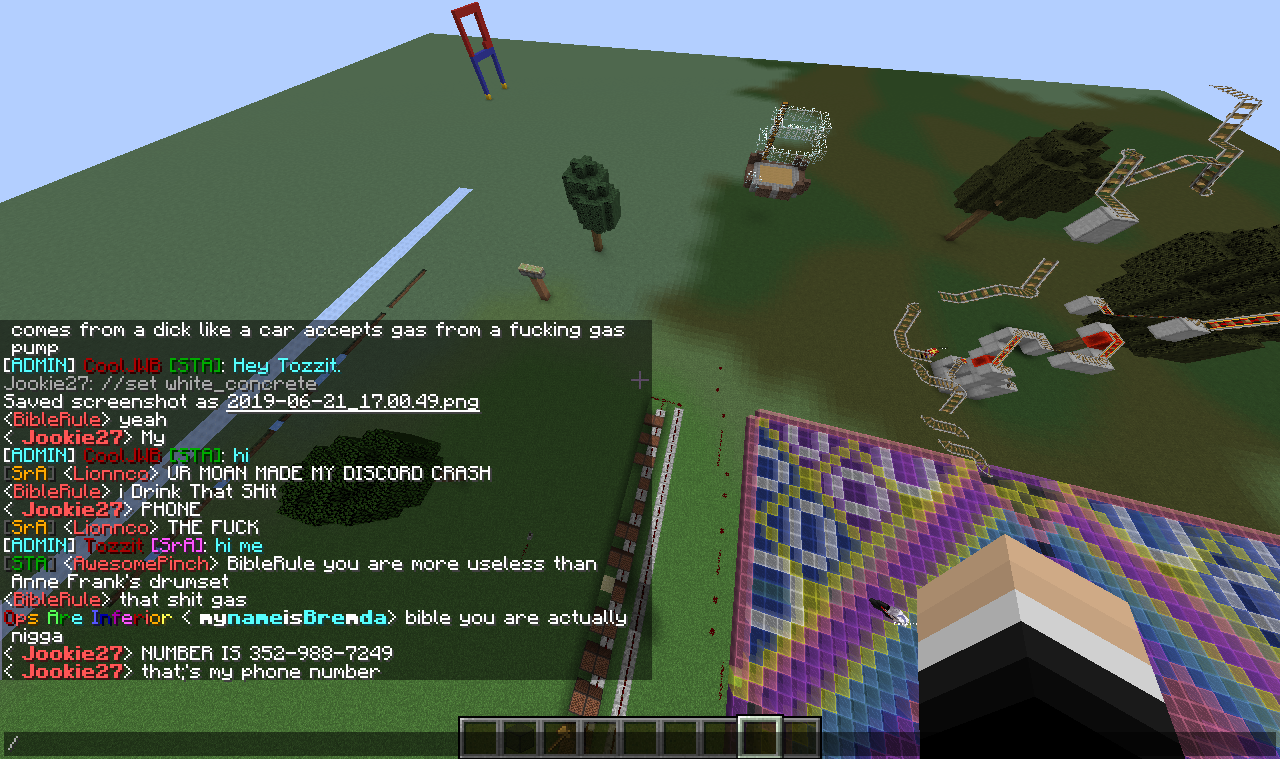 comes from a dick like a car accepts gas from a fucking gas
pump
[ADMIN] CoolJWB [STA]: Hey Tozzit.
Jookie27: //set white_concrete
Saved screenshot as 2019-06-21_17.00.49.png
<BibleRule> yeah
< Jookie27> My
[ADMIN] CoolJWB [STA]: hi
[SrA] <Lionnco> UR MOAN MADE MY DISCORD CRASH
<BibleRule> i Drink That SHit
< Jookie27> PHONE
[SrA] <Lionnco> THE FUCK
[ADMIN] Tozzit [SrA]: hi me
[STA] <AwesomePinch> BibleRule you are more useless than
Anne Frank's drumset
<BibleRule> that shit gas
Ops Are Inferior < mynameisBrenda> bible you are actually
nigga
< Jookie27> NUMBER IS 352-988-7249
< Jookie27> that;s my phone number
/